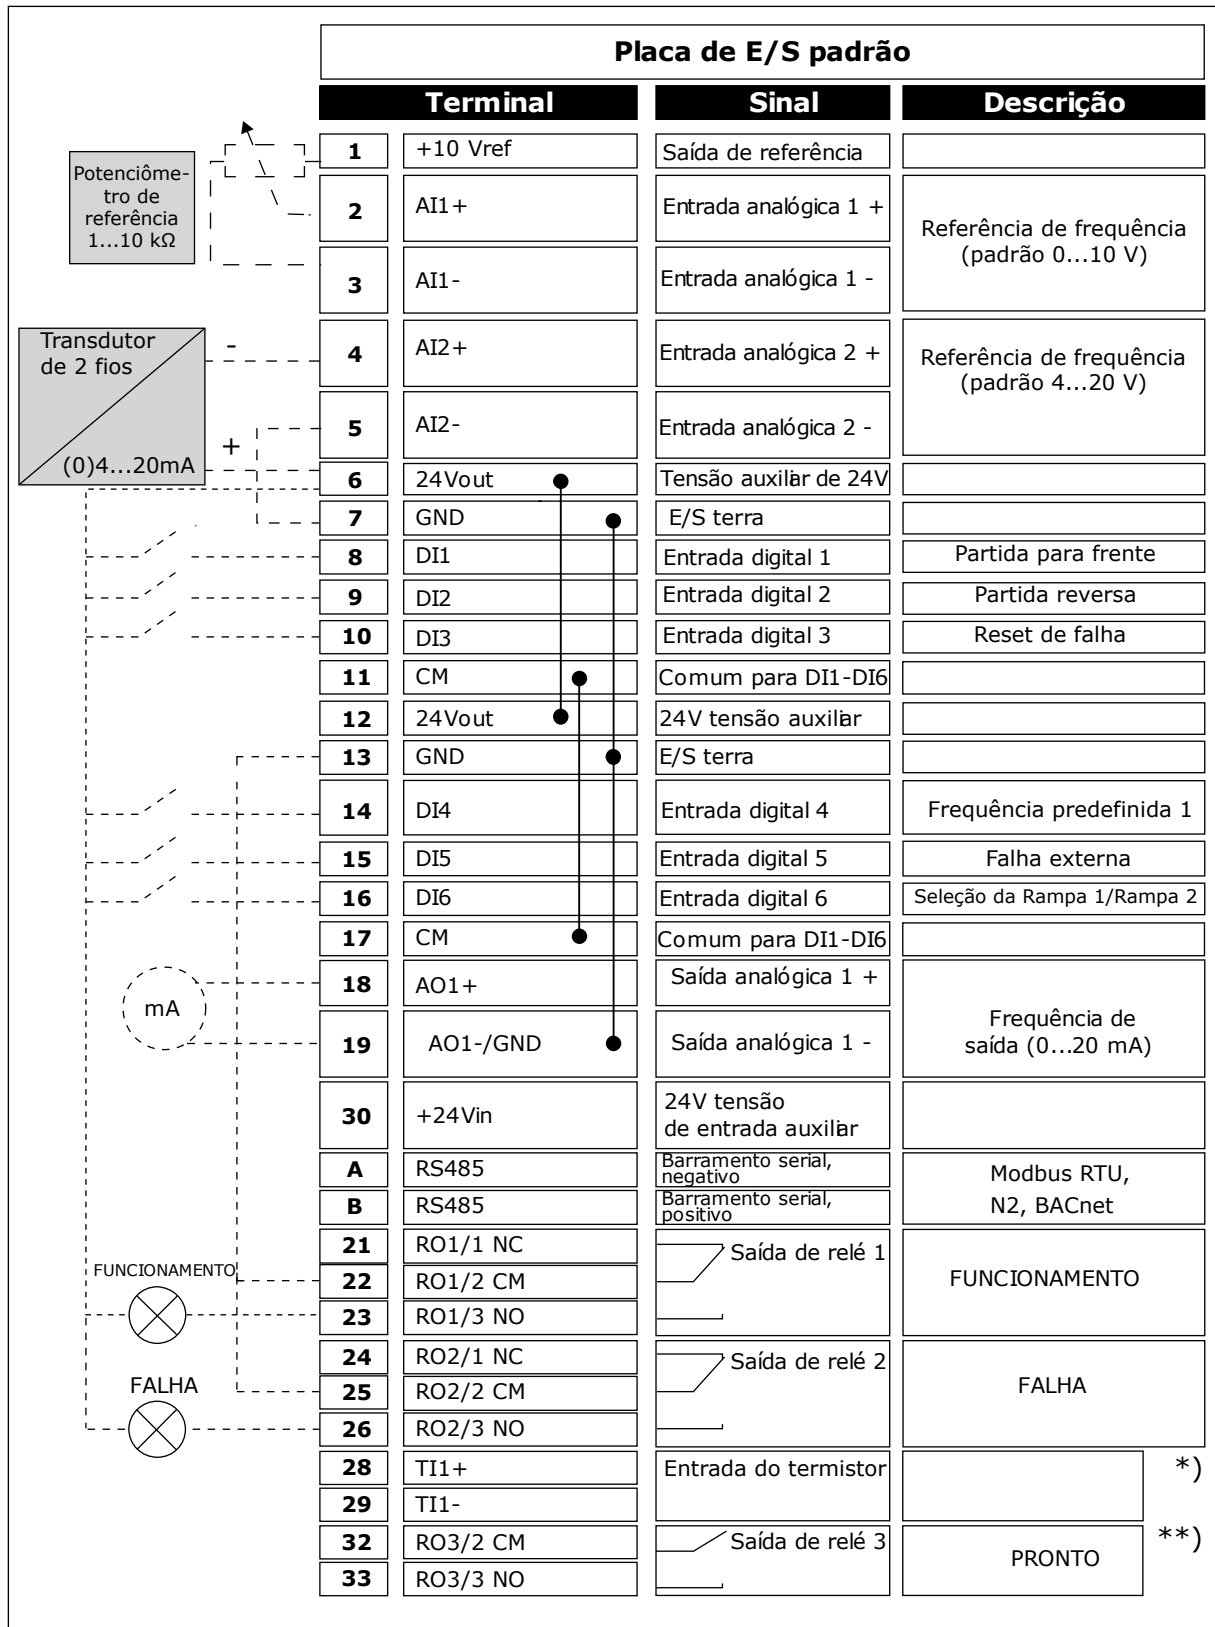 Placa de E/S padrão
Terminal Sinal Descrição
Potenciôme-
tro de
referência
1...10 kΩ
1 +10 Vref Saída de referência
2 AI1+ Entrada analógica 1 +
Referência de frequência
(padrão 0...10 V)
3 AI1- Entrada analógica 1 -
Transdutor
de 2 fios
(0)4...20mA
-
+
4 AI2+ Entrada analógica 2 +
Referência de frequência
(padrão 4...20 V)
5 AI2- Entrada analógica 2 -
6 24Vout Tensão auxiliar de 24V
7 GND E/S terra
8 DI1 Entrada digital 1 Partida para frente
9 DI2 Entrada digital 2 Partida reversa
10 DI3 Entrada digital 3 Reset de falha
11 CM Comum para DI1-DI6
12 24Vout 24V tensão auxiliar
13 GND E/S terra
14 DI4 Entrada digital 4 Frequência predefinida 1
15 DI5 Entrada digital 5 Falha externa
16 DI6 Entrada digital 6 Seleção da Rampa 1/Rampa 2
17 CM Comum para DI1-DI6
mA
18 AO1+ Saída analógica 1 +
Frequência de
saída (0...20 mA)
19 AO1-/GND Saída analógica 1 -
30 +24Vin 24V tensão
de entrada auxiliar
A RS485 Barramento serial,
negativo
Modbus RTU,
N2, BACnet
B RS485 Barramento serial,
positivo
21 RO1/1 NC Saída de relé 1
FUNCIONAMENTO
22 RO1/2 CM FUNCIONAMENTO
23 RO1/3 NO
24 RO2/1 NC Saída de relé 2
FALHA
25 RO2/2 CM FALHA
26 RO2/3 NO
28 TI1+ Entrada do termistor *)
29 TI1-
32 RO3/2 CM Saída de relé 3 **)
PRONTO
33 RO3/3 NO